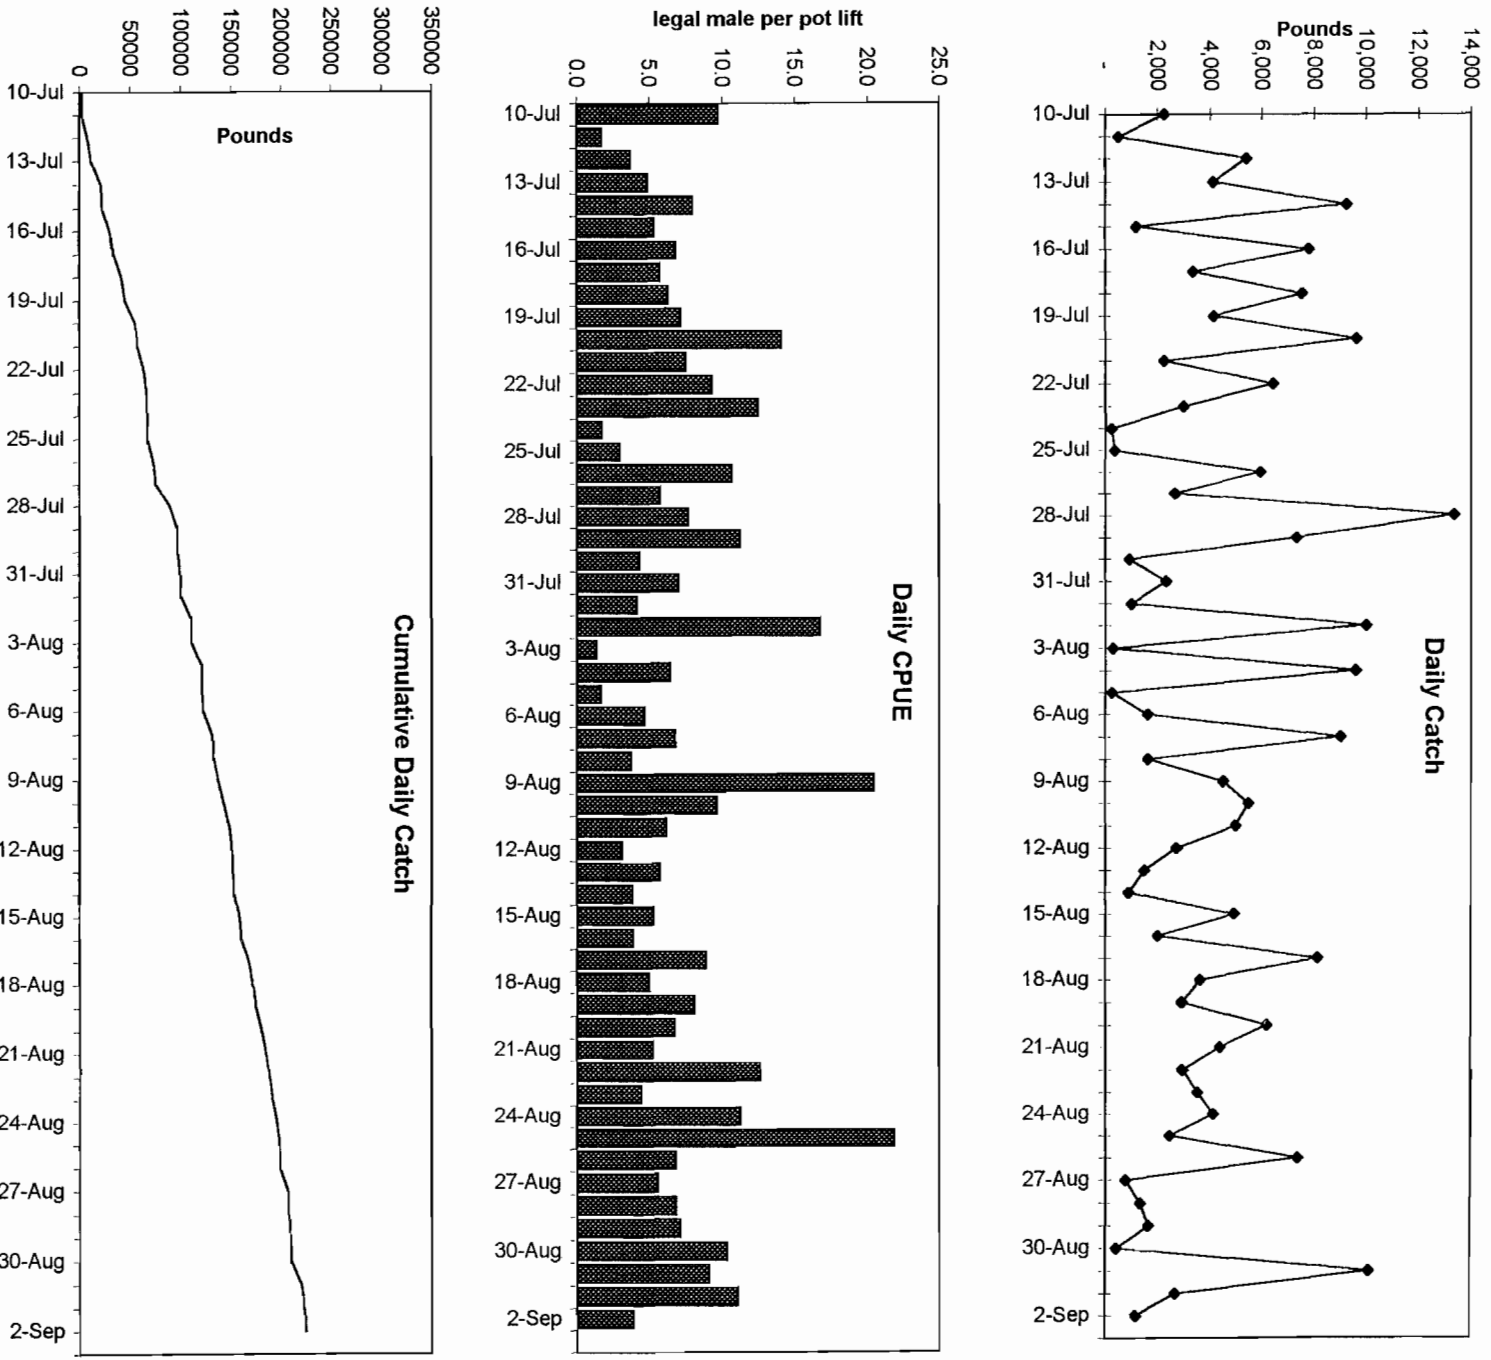 Cumulative Daily Catch
Pounds
0
500000
1000000
1500000
2000000
2500000
3000000
3500000
10-Jul
13-Jul
16-Jul
19-Jul
22-Jul
25-Jul
28-Jul
31-Jul
3-Aug
6-Aug
9-Aug
12-Aug
15-Aug
18-Aug
21-Aug
24-Aug
27-Aug
30-Aug
2-Sep
Daily CPUE
legal male per pot lift
0.0
5.0
10.0
15.0
20.0
25.0
10-Jul
13-Jul
16-Jul
19-Jul
22-Jul
25-Jul
28-Jul
31-Jul
3-Aug
6-Aug
9-Aug
12-Aug
15-Aug
18-Aug
21-Aug
24-Aug
27-Aug
30-Aug
2-Sep
Daily Catch
Pounds
-
2,000
4,000
6,000
8,000
10,000
12,000
14,000
10-Jul
13-Jul
16-Jul
19-Jul
22-Jul
25-Jul
28-Jul
31-Jul
3-Aug
6-Aug
9-Aug
12-Aug
15-Aug
18-Aug
21-Aug
24-Aug
27-Aug
30-Aug
2-Sep